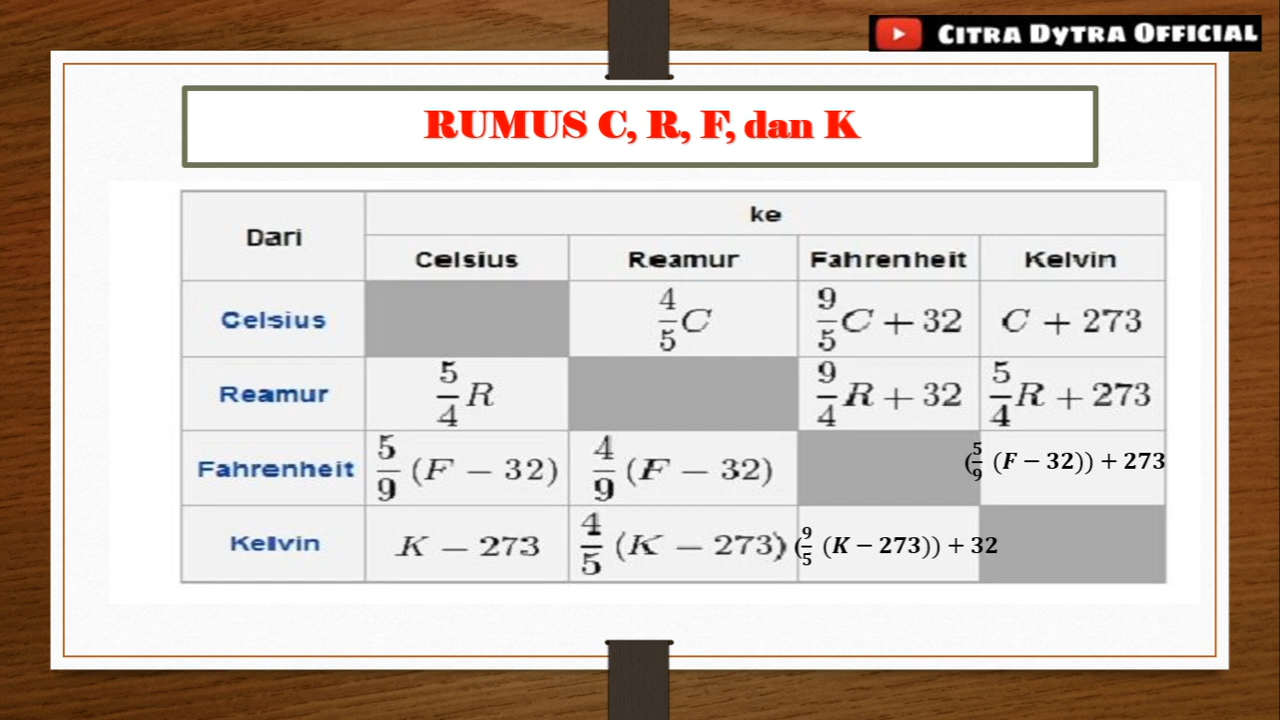 CITRA DYTRA OFFICIAL
RUMUS C, R, F, dan K
Dari ke
Celsius Reamur Fahrenheit Kelvin
Celsius 4/5 C 9/5 C + 32 C + 273
Reamur 5/4 R 9/4 R + 32 5/4 R + 273
Fahrenheit 5/9 (F − 32) 4/9 (F − 32) (5/9 (F − 32)) + 273
Kelvin K − 273 4/5 (K − 273) (9/5 (K − 273)) + 32